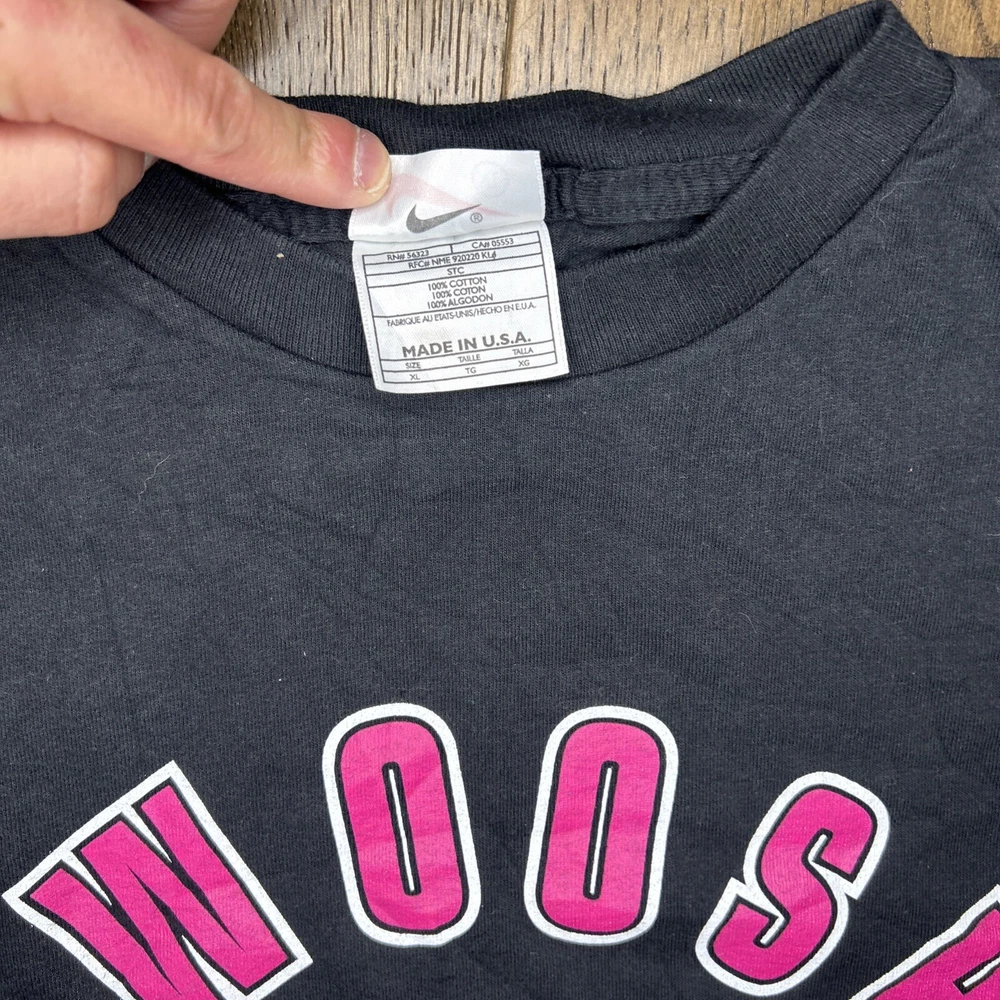 ®
RN# 56323 CA# 05553
RFC# NME 920220 KL6
STC
100% COTTON
100% COTON
100% ALGODON
FABRIQUE AU ETATS-UNIS/HECHO EN E.U.A.
MADE IN U.S.A.
SIZE TAILLE TALLA
XL TG XG
WOOS